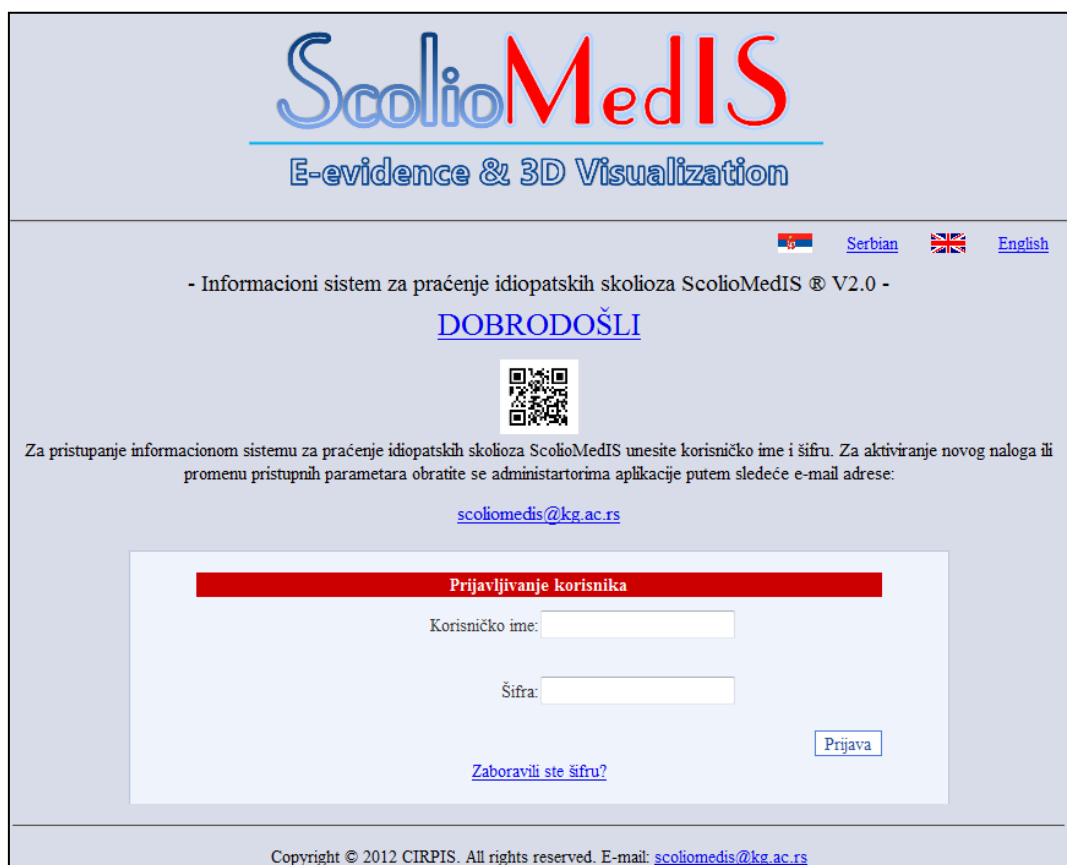 ScolioMedIS
E-evidence & 3D Visualization
Serbian English
- Informacioni sistem za praćenje idiopatskih skolioza ScolioMedIS ® V2.0 -
DOBRODOŠLI
Za pristupanje informacionom sistemu za praćenje idiopatskih skolioza ScolioMedIS unesite korisničko ime i šifru. Za aktiviranje novog naloga ili
promenu pristupnih parametara obratite se administartorima aplikacije putem sledeće e-mail adrese:
scoliomedis@kg.ac.rs
Prijavljivanje korisnika
Korisničko ime:
Šifra:
Prijava
Zaboravili ste šifru?
Copyright © 2012 CIRPIS. All rights reserved. E-mail: scoliomedis@kg.ac.rs